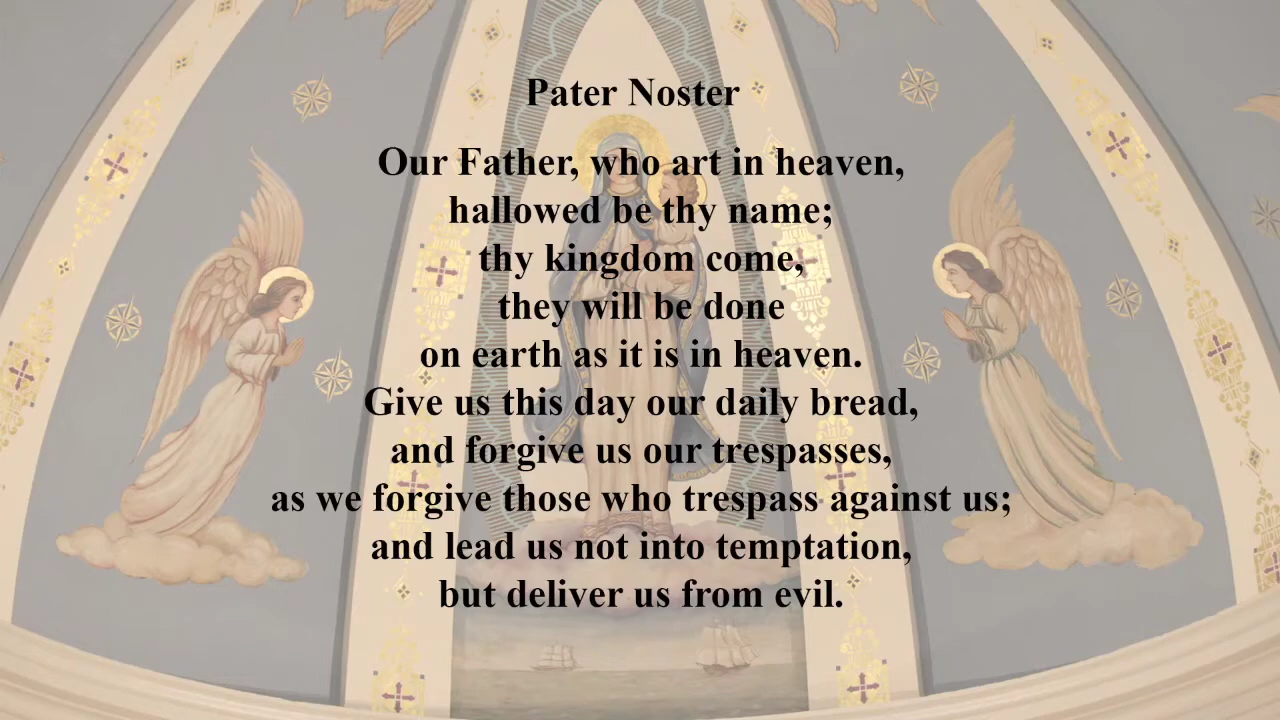 Pater Noster
Our Father, who art in heaven,
hallowed be thy name;
thy kingdom come,
they will be done
on earth as it is in heaven.
Give us this day our daily bread,
and forgive us our trespasses,
as we forgive those who trespass against us;
and lead us not into temptation,
but deliver us from evil.